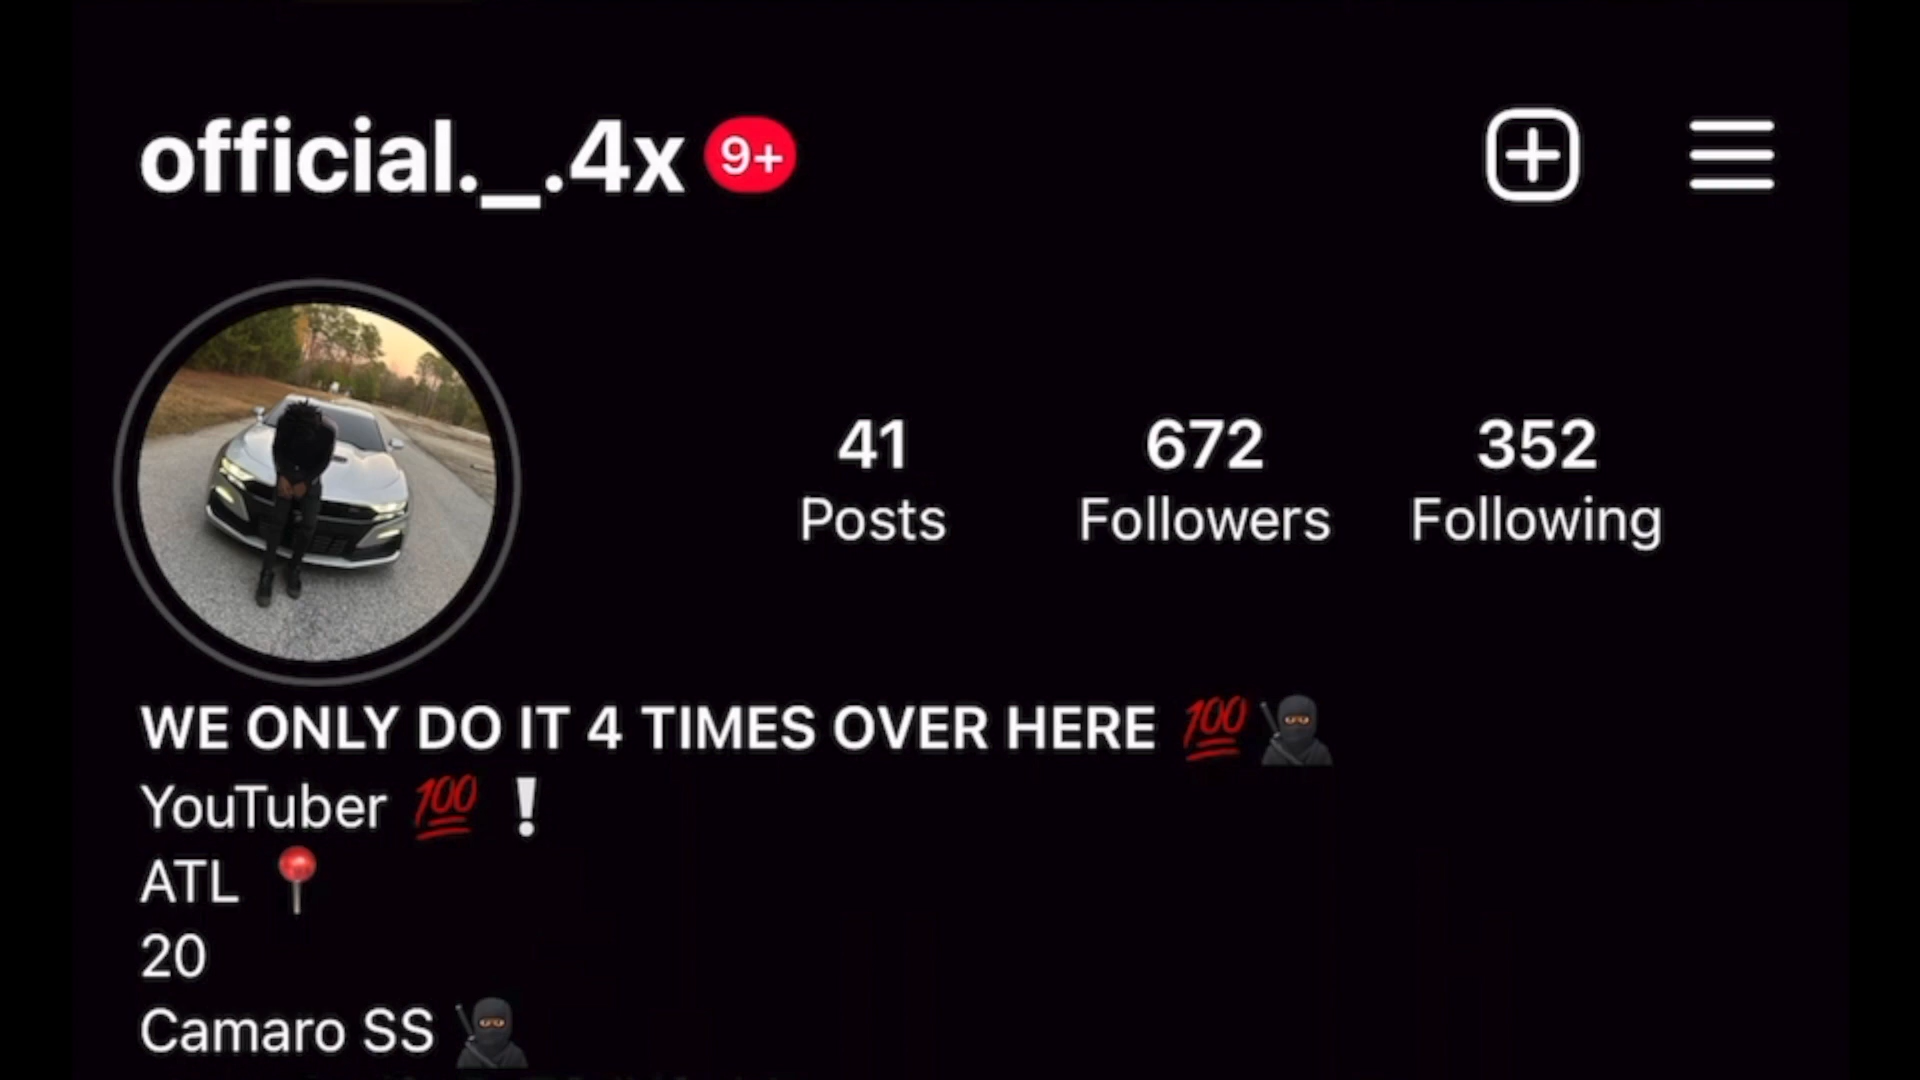 official._.4x 9+
41 672 352
Posts Followers Following
WE ONLY DO IT 4 TIMES OVER HERE 💯🥷
YouTuber 💯 ❕
ATL 📍
20
Camaro SS 🥷